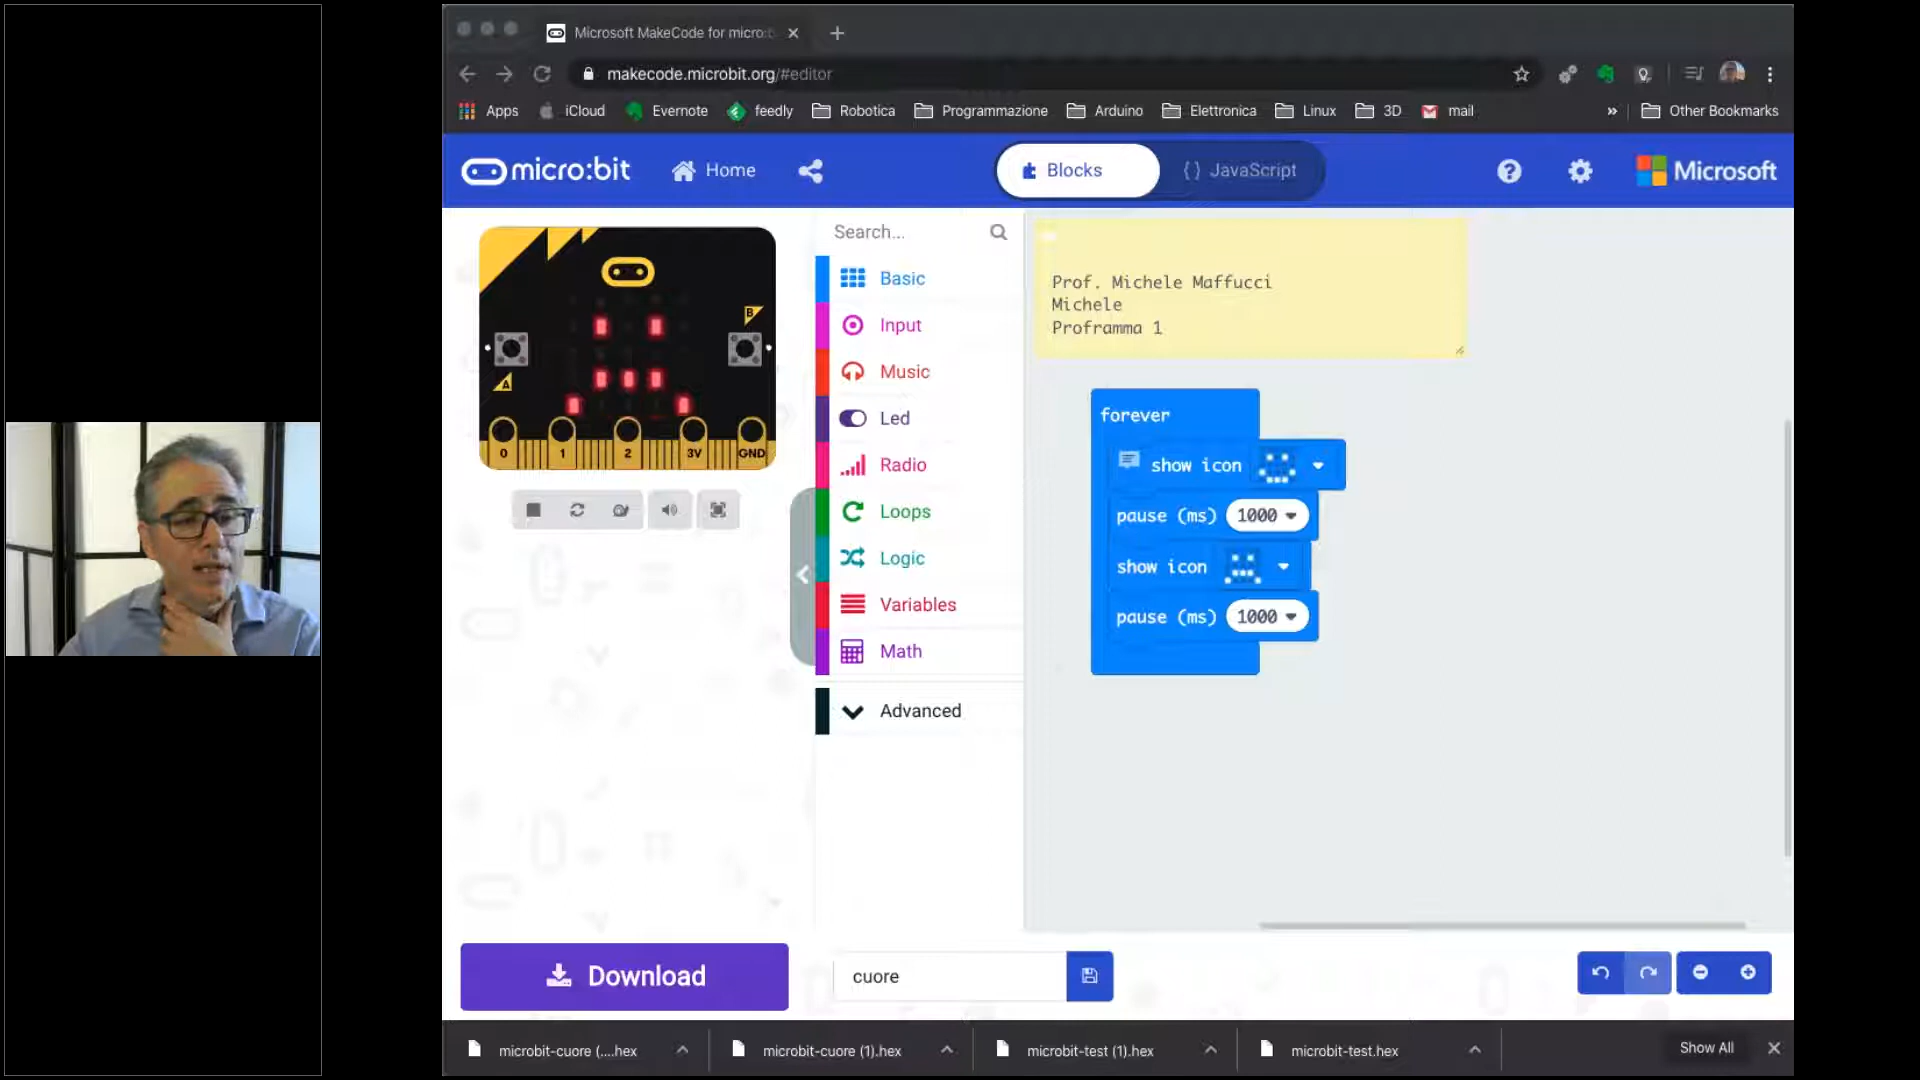 Microsoft MakeCode for micro:b
makecode.microbit.org/#editor
Apps iCloud Evernote feedly Robotica Programmazione Arduino Elettronica Linux 3D mail » Other Bookmarks
micro:bit Home Blocks {} JavaScript Microsoft
Search...
Basic
Input
Music
Led
Radio
Loops
Logic
Variables
Math
Advanced
B
A
0 1 2 3V GND
Prof. Michele Maffucci
Michele
Proframma 1
forever
show icon
pause (ms) 1000
show icon
pause (ms) 1000
Download
cuore
microbit-cuore (....hex microbit-cuore (1).hex microbit-test (1).hex microbit-test.hex Show All